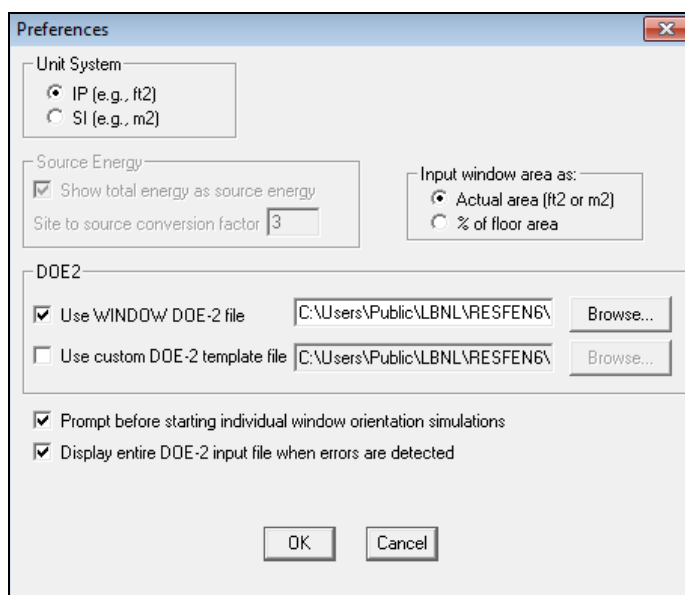 Preferences
Unit System
IP (e.g., ft2)
SI (e.g., m2)
Source Energy
Show total energy as source energy
Site to source conversion factor 3
Input window area as:
Actual area (ft2 or m2)
% of floor area
DOE2
Use WINDOW DOE-2 file C:\Users\Public\LBNL\RESFEN6\ Browse...
Use custom DOE-2 template file C:\Users\Public\LBNL\RESFEN6\ Browse...
Prompt before starting individual window orientation simulations
Display entire DOE-2 input file when errors are detected
OK Cancel